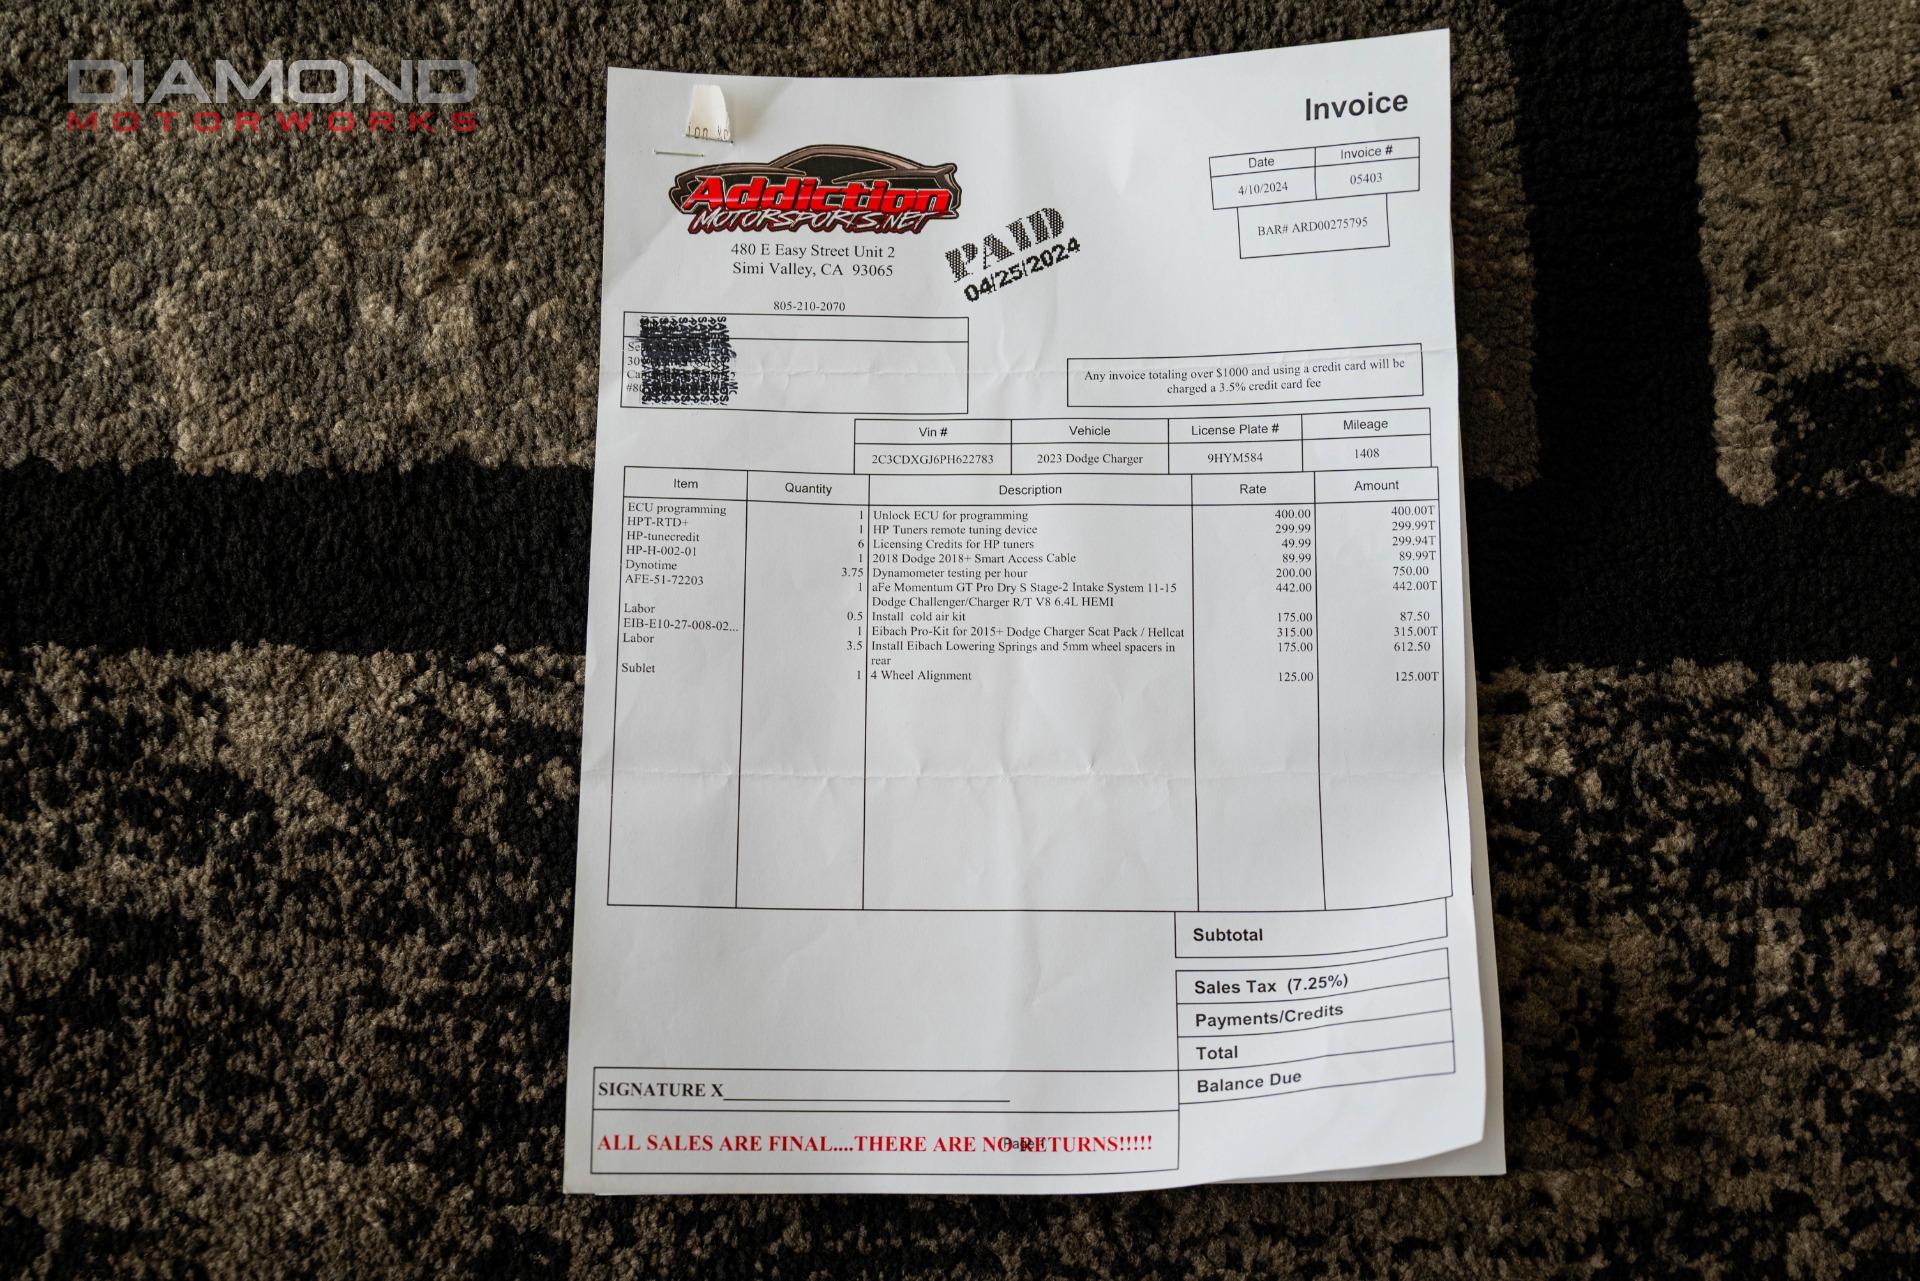 DIAMOND
MOTORWORKS
Invoice
Addiction
MOTORSPORTS.NET
480 E Easy Street Unit 2
Simi Valley, CA 93065
805-210-2070
PAID
04/25/2024
Date Invoice #
4/10/2024 05403
BAR# ARD00275795
Any invoice totaling over $1000 and using a credit card will be
charged a 3.5% credit card fee
Vin # Vehicle License Plate # Mileage
2C3CDXGJ6PH622783 2023 Dodge Charger 9HYM584 1408
Item Quantity Description Rate Amount
ECU programming 1 Unlock ECU for programming 400.00 400.00T
HPT-RTD+ 1 HP Tuners remote tuning device 299.99 299.99T
HP-tunecredit 6 Licensing Credits for HP tuners 49.99 299.94T
HP-H-002-01 1 2018 Dodge 2018+ Smart Access Cable 89.99 89.99T
Dynotime 3.75 Dynamometer testing per hour 200.00 750.00
AFE-51-72203 1 aFe Momentum GT Pro Dry S Stage-2 Intake System 11-15 442.00 442.00T
Dodge Challenger/Charger R/T V8 6.4L HEMI
Labor 0.5 Install cold air kit 175.00 87.50
EIB-E10-27-008-02... 1 Eibach Pro-Kit for 2015+ Dodge Charger Scat Pack / Hellcat 315.00 315.00T
Labor 3.5 Install Eibach Lowering Springs and 5mm wheel spacers in 175.00 612.50
rear
Sublet 1 4 Wheel Alignment 125.00 125.00T
Subtotal
Sales Tax (7.25%)
Payments/Credits
Total
Balance Due
SIGNATURE X
ALL SALES ARE FINAL....THERE ARE NO RETURNS!!!!!
Page 1